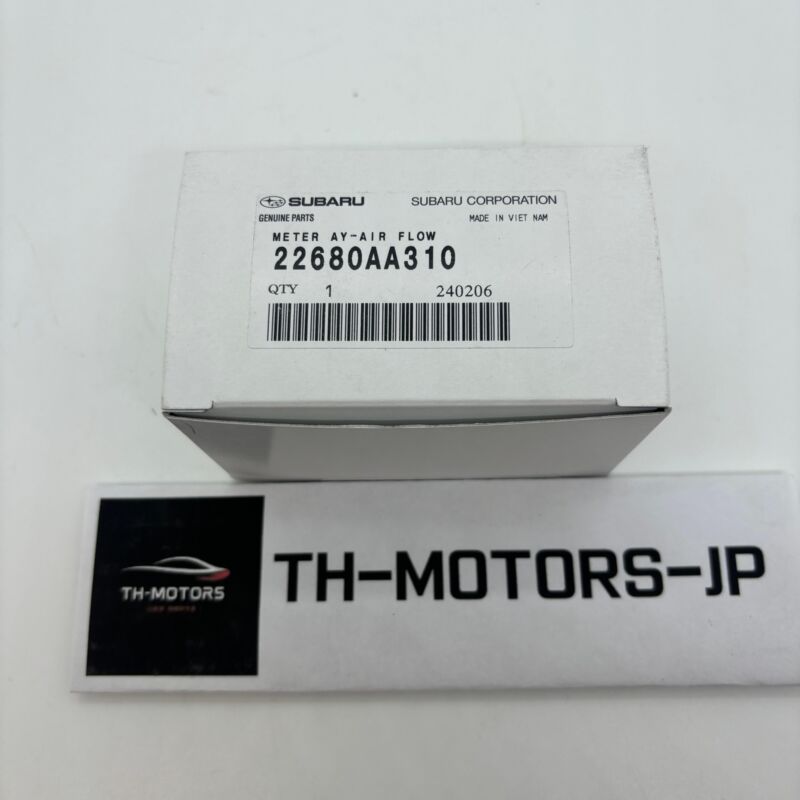 SUBARU SUBARU CORPORATION
GENUINE PARTS MADE IN VIET NAM
METER AY-AIR FLOW
22680AA310
QTY 1 240206
TH-MOTORS
TH-MOTORS-JP